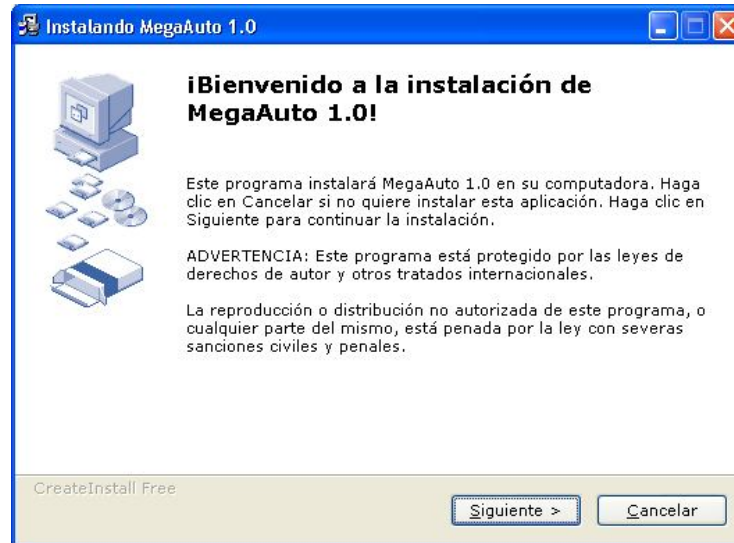 Instalando MegaAuto 1.0
¡Bienvenido a la instalación de
MegaAuto 1.0!
Este programa instalará MegaAuto 1.0 en su computadora. Haga
clic en Cancelar si no quiere instalar esta aplicación. Haga clic en
Siguiente para continuar la instalación.
ADVERTENCIA: Este programa está protegido por las leyes de
derechos de autor y otros tratados internacionales.
La reproducción o distribución no autorizada de este programa, o
cualquier parte del mismo, está penada por la ley con severas
sanciones civiles y penales.
CreateInstall Free
Siguiente >
Cancelar